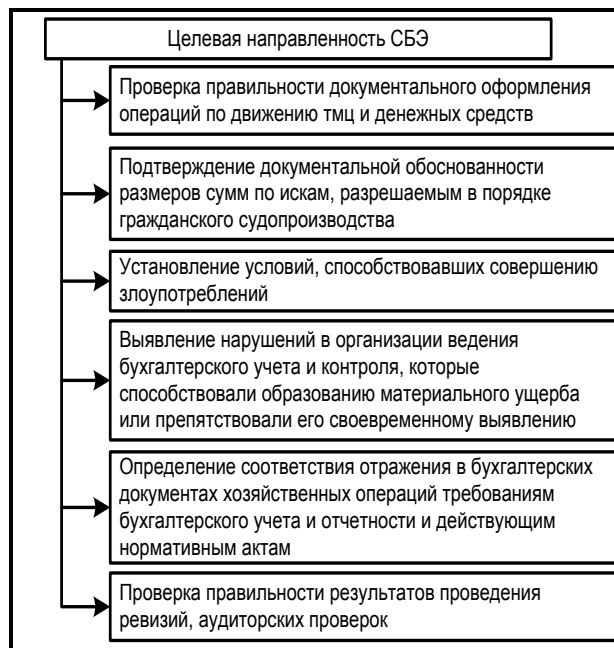 Целевая направленность СБЭ
Проверка правильности документального оформления
операций по движению тмц и денежных средств
Подтверждение документальной обоснованности
размеров сумм по искам, разрешаемым в порядке
гражданского судопроизводства
Установление условий, способствовавших совершению
злоупотреблений
Выявление нарушений в организации ведения
бухгалтерского учета и контроля, которые
способствовали образованию материального ущерба
или препятствовали его своевременному выявлению
Определение соответствия отражения в бухгалтерских
документах хозяйственных операций требованиям
бухгалтерского учета и отчетности и действующим
нормативным актам
Проверка правильности результатов проведения
ревизий, аудиторских проверок